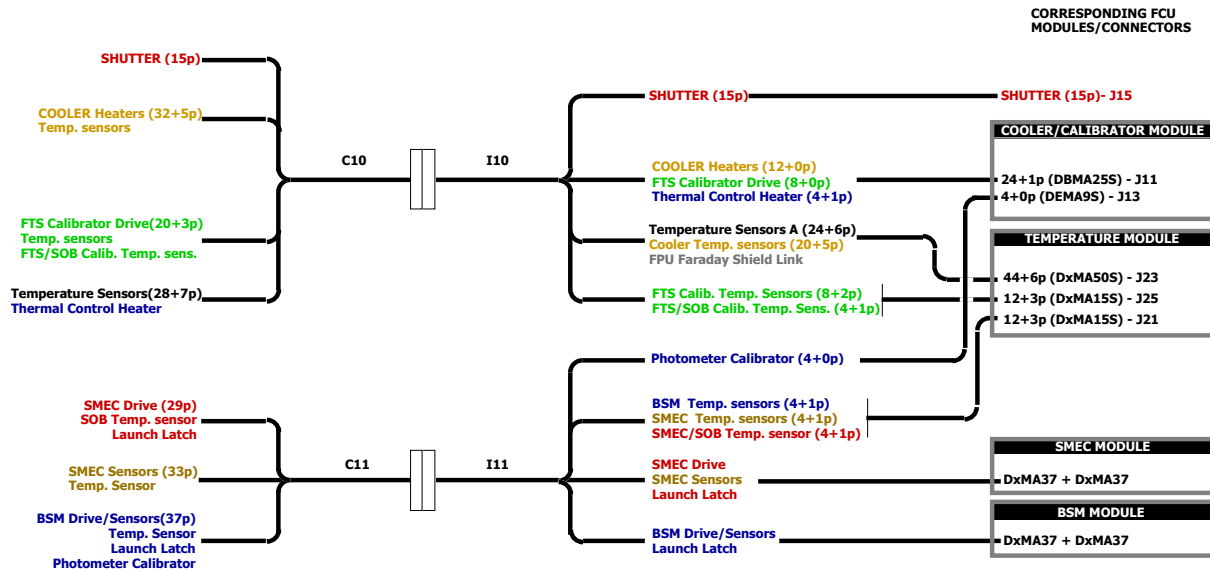 CORRESPONDING FCU
MODULES/CONNECTORS
SHUTTER (15p)
COOLER Heaters (32+5p)
Temp. sensors
FTS Calibrator Drive(20+3p)
Temp. sensors
FTS/SOB Calib. Temp. sens.
Temperature Sensors(28+7p)
Thermal Control Heater
C10
I10
SHUTTER (15p)
COOLER Heaters (12+0p)
FTS Calibrator Drive (8+0p)
Thermal Control Heater (4+1p)
Temperature Sensors A (24+6p)
Cooler Temp. sensors (20+5p)
FPU Faraday Shield Link
FTS Calib. Temp. Sensors (8+2p)
FTS/SOB Calib. Temp. Sens. (4+1p)
SHUTTER (15p)- J15
COOLER/CALIBRATOR MODULE
24+1p (DBMA25S) - J11
4+0p (DEMA9S) - J13
TEMPERATURE MODULE
44+6p (DxMA50S) - J23
12+3p (DxMA15S) - J25
12+3p (DxMA15S) - J21
SMEC Drive (29p)
SOB Temp. sensor
Launch Latch
SMEC Sensors (33p)
Temp. Sensor
BSM Drive/Sensors(37p)
Temp. Sensor
Launch Latch
Photometer Calibrator
C11
I11
Photometer Calibrator (4+0p)
BSM  Temp. sensors (4+1p)
SMEC  Temp. sensors (4+1p)
SMEC/SOB Temp. sensor (4+1p)
SMEC Drive
SMEC Sensors
Launch Latch
BSM Drive/Sensors
Launch Latch
SMEC MODULE
DxMA37 + DxMA37
BSM MODULE
DxMA37 + DxMA37